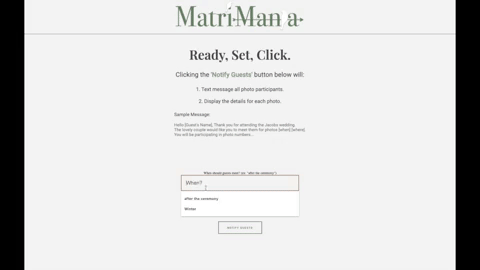 MatriMania
Ready, Set, Click.
Clicking the 'Notify Guests' button below will:
1. Text message all photo participants.
2. Display the details for each photo.
Sample Message:
Hello [Guest's Name], Thank you for attending the Jacobs wedding.
The lovely couple would like you to meet them for photos [when] [where]
You will be participating in photo numbers...
When should guests meet? (ex: 'after the ceremony')
When?
after the ceremony
Winter
NOTIFY GUESTS